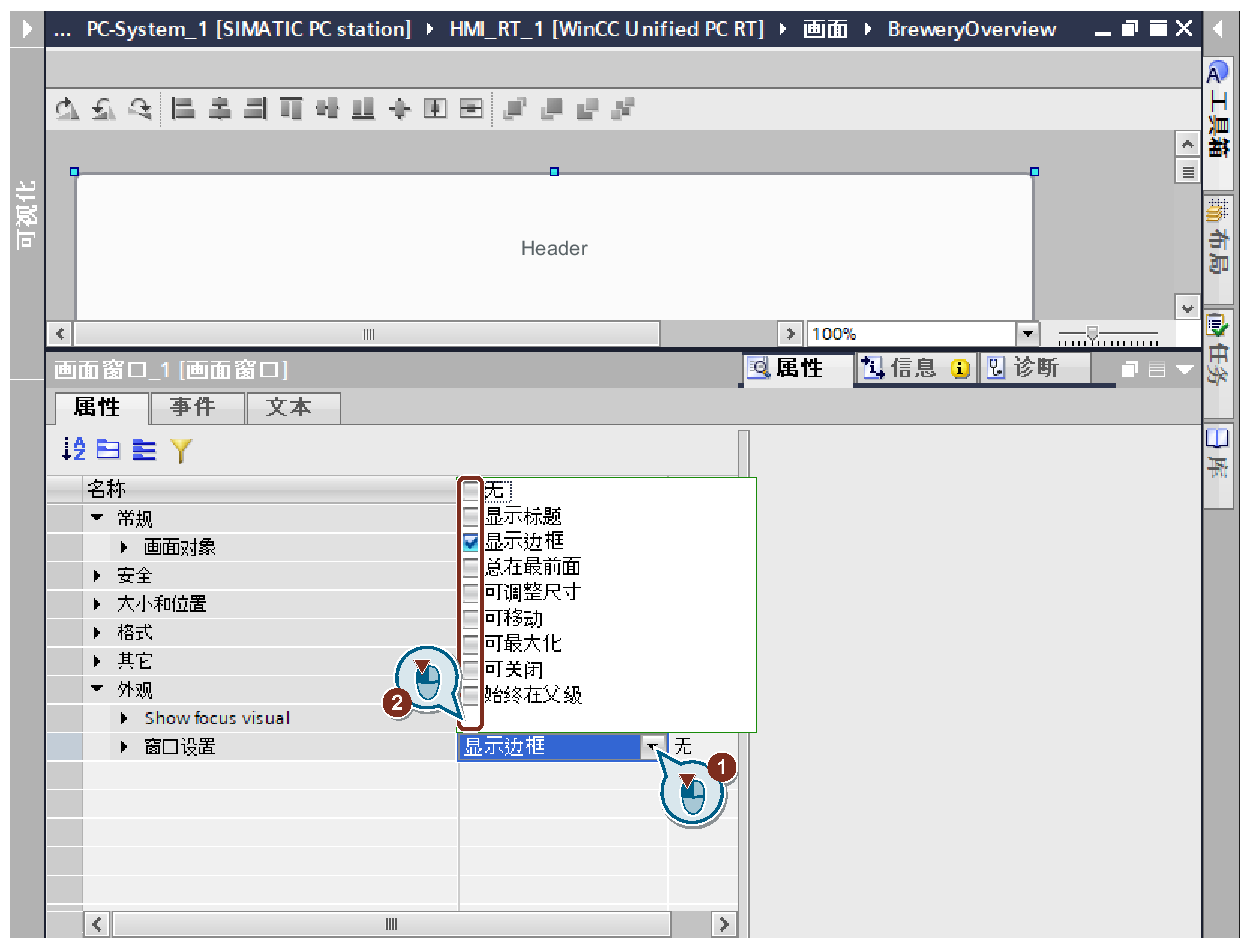 ... PC-System_1 [SIMATIC PC station] HMI_RT_1 [WinCC Unified PC RT] 画面 BreweryOverview
可视化
Header
100%
画面窗口_1 [画面窗口]
属性 信息 诊断
属性 事件 文本
名称
常规
画面对象
安全
大小和位置
格式
其它
外观
Show focus visual
窗口设置
无
显示标题
显示边框
总在最前面
可调整尺寸
可移动
可最大化
可关闭
始终在父级
显示边框 无
2
1
工具箱
布局
任务
库